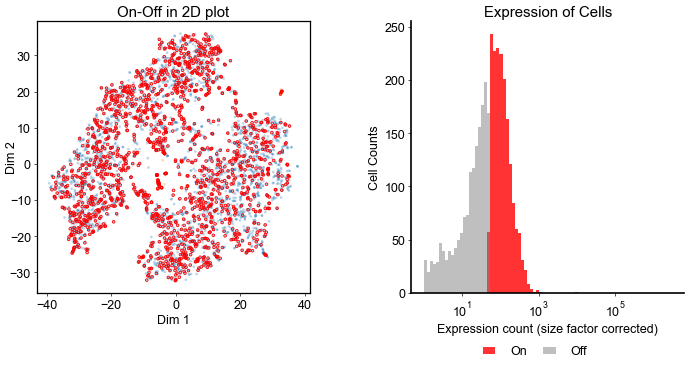 On-Off in 2D plot
30
20
10
0
−10
−20
−30
Dim 2
−40
−20
0
20
40
Dim 1
Expression of Cells
250
200
150
100
50
0
Cell Counts
10^1
10^3
10^5
Expression count (size factor corrected)
On
Off